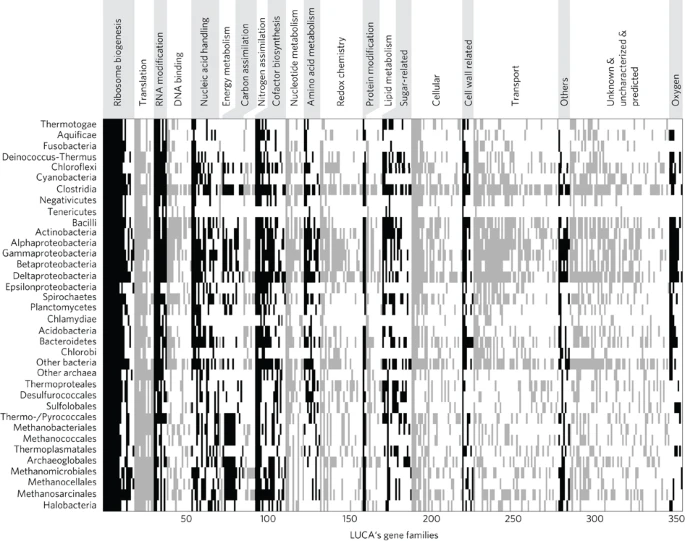 Ribosome biogenesis
Translation
RNA modification
DNA binding
Nucleic acid handling
Energy metabolism
Carbon assimilation
Nitrogen assimilation
Cofactor biosynthesis
Nucleotide metabolism
Amino acid metabolism
Redox chemistry
Protein modification
Lipid metabolism
Sugar-related
Cellular
Cell wall related
Transport
Others
Unknown &
uncharacterized &
predicted
Oxygen
Thermotogae
Aquificae
Fusobacteria
Deinococcus-Thermus
Chloroflexi
Cyanobacteria
Clostridia
Negativicutes
Tenericutes
Bacilli
Actinobacteria
Alphaproteobacteria
Gammaproteobacteria
Betaproteobacteria
Deltaproteobacteria
Epsilonproteobacteria
Spirochaetes
Planctomycetes
Chlamydiae
Acidobacteria
Bacteroidetes
Chlorobi
Other bacteria
Other archaea
Thermoproteales
Desulfurococcales
Sulfolobales
Thermo-/Pyrococcales
Methanobacteriales
Methanococcales
Thermoplasmatales
Archaeoglobales
Methanomicrobiales
Methanocellales
Methanosarcinales
Halobacteria
50 100 150 200 250 300 350
LUCA's gene families